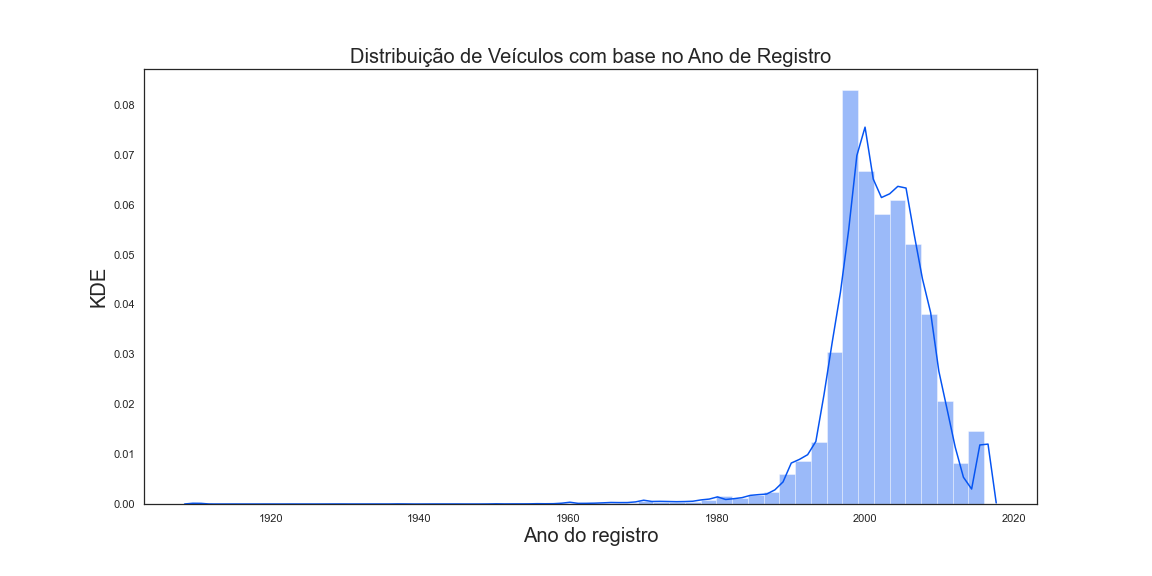 Distribuição de Veículos com base no Ano de Registro
0.08
0.07
0.06
0.05
0.04
0.03
0.02
0.01
0.00
KDE
1920 1940 1960 1980 2000 2020
Ano do registro